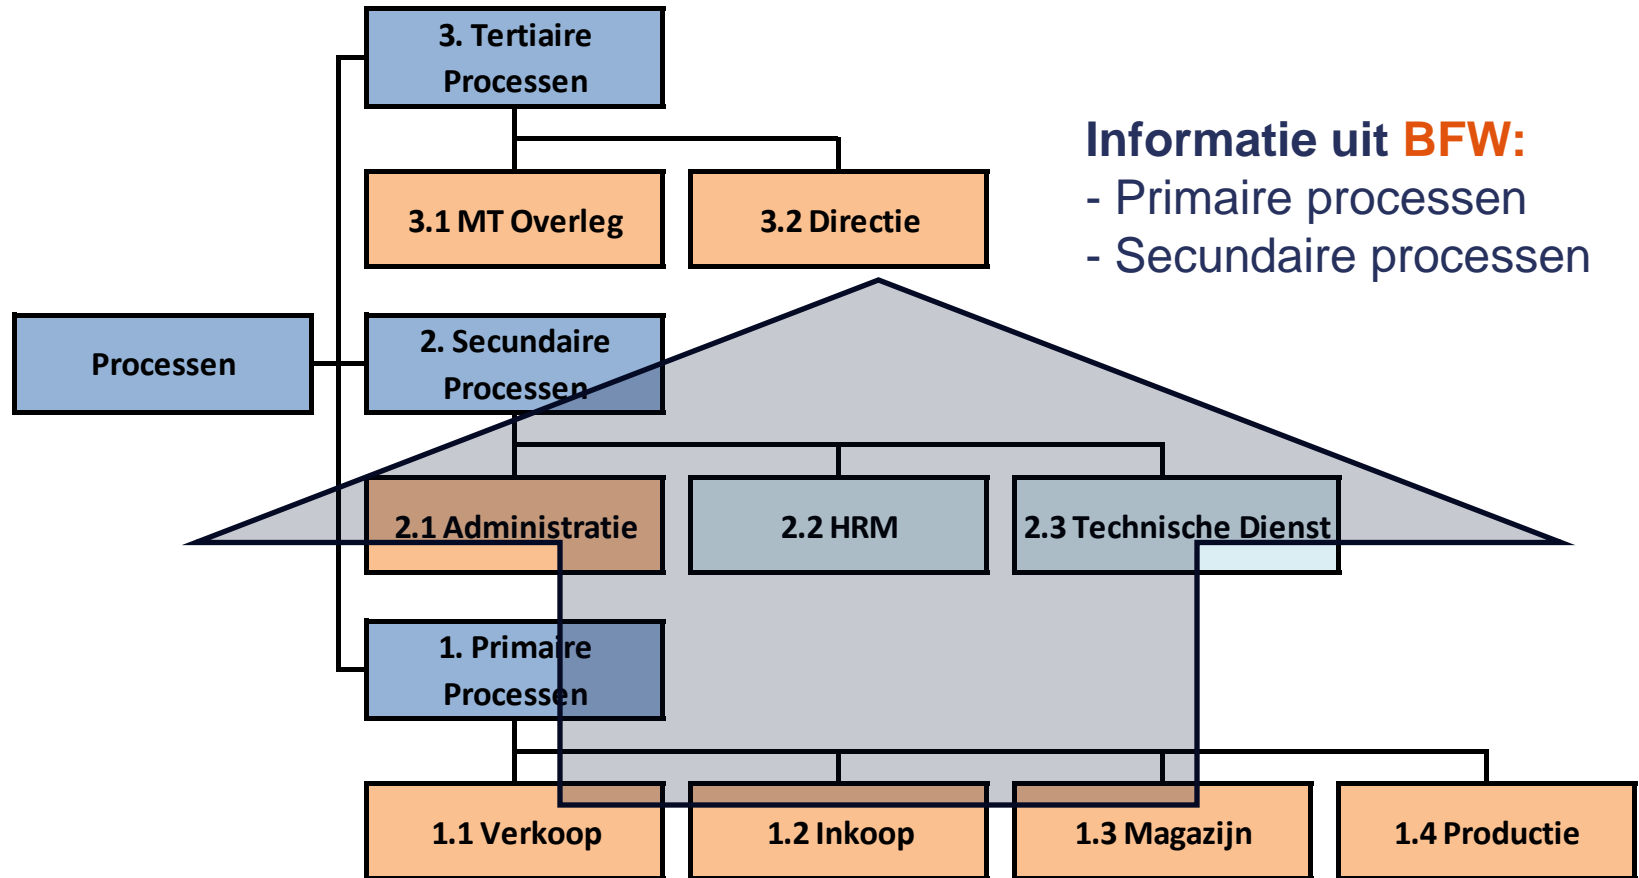 3. Tertiaire
Processen
Informatie uit BFW:
- Primaire processen
- Secundaire processen
3.1 MT Overleg
3.2 Directie
Processen
2. Secundaire
Processen
2.1 Administratie
2.2 HRM
2.3 Technische Dienst
1. Primaire
Processen
1.1 Verkoop
1.2 Inkoop
1.3 Magazijn
1.4 Productie